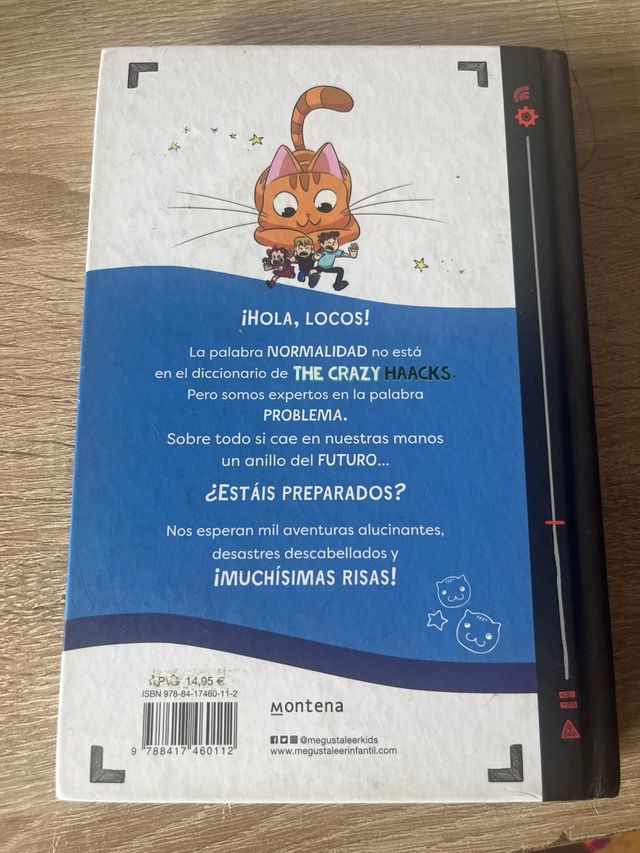 ¡HOLA, LOCOS!
La palabra NORMALIDAD no está
en el diccionario de THE CRAZY HAACKS.
Pero somos expertos en la palabra
PROBLEMA.
Sobre todo si cae en nuestras manos
un anillo del FUTURO...
¿ESTÁIS PREPARADOS?
Nos esperan mil aventuras alucinantes,
desastres descabellados y
¡MUCHÍSIMAS RISAS!
14,95 €
ISBN 978-84-17460-11-2
9 788417 460112
Montena
@megustaleerkids
www.megustaleerinfantil.com